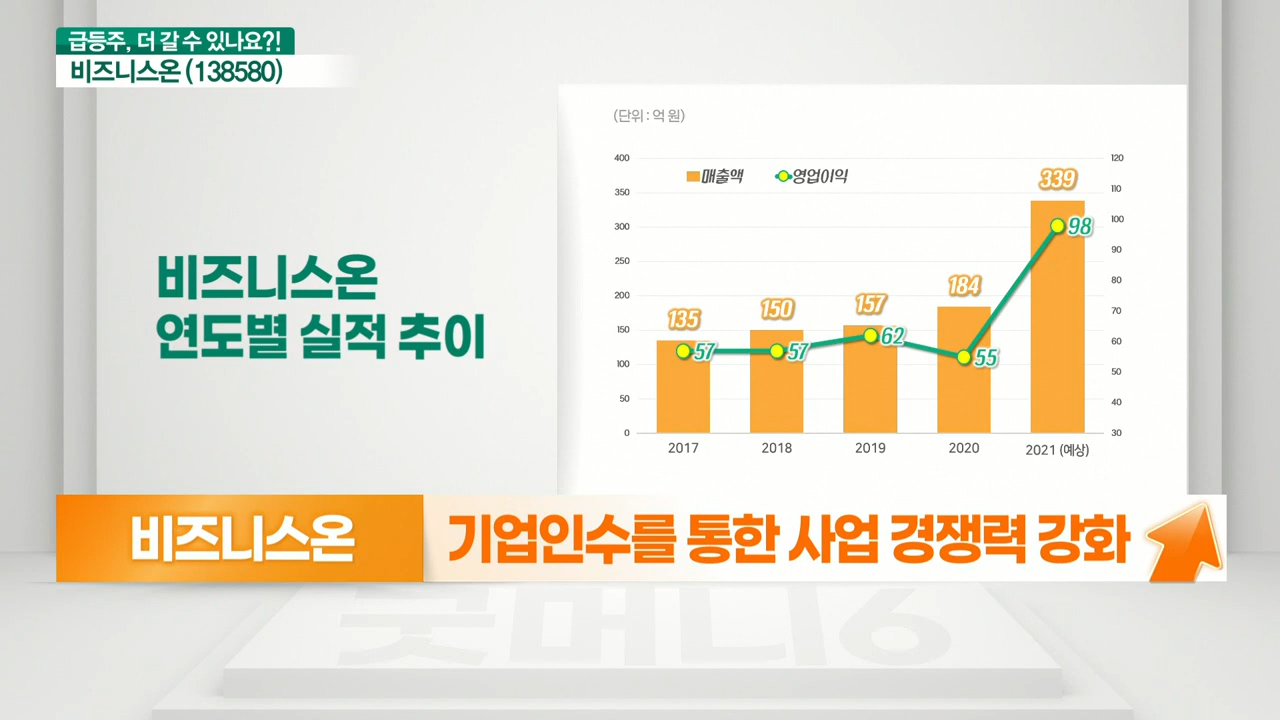 급등주, 더 갈 수 있나요?!
비즈니스온 (138580)
비즈니스온
연도별 실적 추이
(단위 : 억 원)
매출액 영업이익
400
350
300
250
200
150
100
50
0
120
110
100
90
80
70
60
50
40
30
135
150
157
184
339
57
57
62
55
98
2017 2018 2019 2020 2021 (예상)
비즈니스온
기업인수를 통한 사업 경쟁력 강화
굿머니6